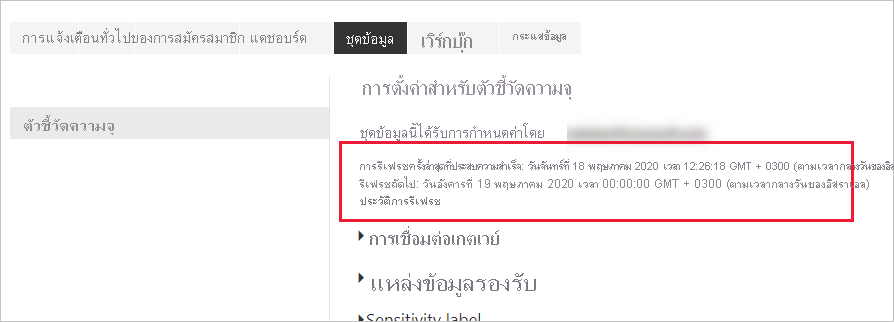 การแจ้งเตือนทั่วไปของการสมัครสมาชิก แดชบอร์ด ชุดข้อมูล เวิร์กบุ๊ก กระแสข้อมูล
การตั้งค่าสำหรับตัวชี้วัดความจุ
ตัวชี้วัดความจุ
ชุดข้อมูลนี้ได้รับการกำหนดค่าโดย
การรีเฟรชครั้งล่าสุดที่ประสบความสำเร็จ: วันจันทร์ที่ 18 พฤษภาคม 2020 เวลา 12:26:18 GMT + 0300 (ตามเวลากลางวันของอิส
รีเฟรชถัดไป: วันอังคารที่ 19 พฤษภาคม 2020 เวลา 00:00:00 GMT + 0300 (ตามเวลากลางวันของอิสราเอล)
ประวัติการรีเฟรช
การเชื่อมต่อเกตเวย์
แหล่งข้อมูลรองรับ
Sensitivity label